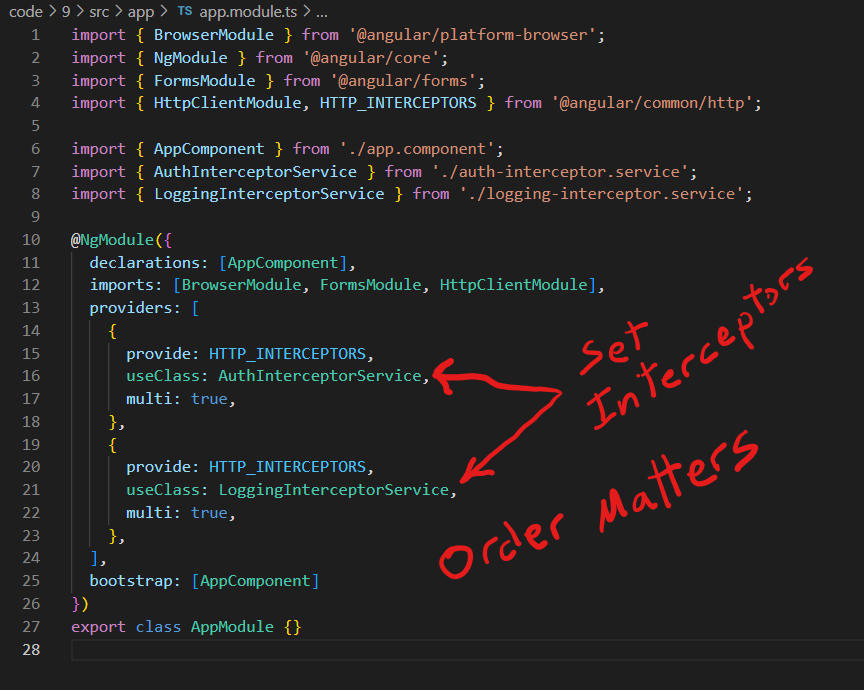 code > 9 > src > app > TS app.module.ts > ...
1 import { BrowserModule } from '@angular/platform-browser';
2 import { NgModule } from '@angular/core';
3 import { FormsModule } from '@angular/forms';
4 import { HttpClientModule, HTTP_INTERCEPTORS } from '@angular/common/http';
5
6 import { AppComponent } from './app.component';
7 import { AuthInterceptorService } from './auth-interceptor.service';
8 import { LoggingInterceptorService } from './logging-interceptor.service';
9
10 @NgModule({
11   declarations: [AppComponent],
12   imports: [BrowserModule, FormsModule, HttpClientModule],
13   providers: [
14     {
15       provide: HTTP_INTERCEPTORS,
16       useClass: AuthInterceptorService,
17       multi: true,
18     },
19     {
20       provide: HTTP_INTERCEPTORS,
21       useClass: LoggingInterceptorService,
22       multi: true,
23     },
24   ],
25   bootstrap: [AppComponent]
26 })
27 export class AppModule {}
28
Set
Interceptors
Order Matters